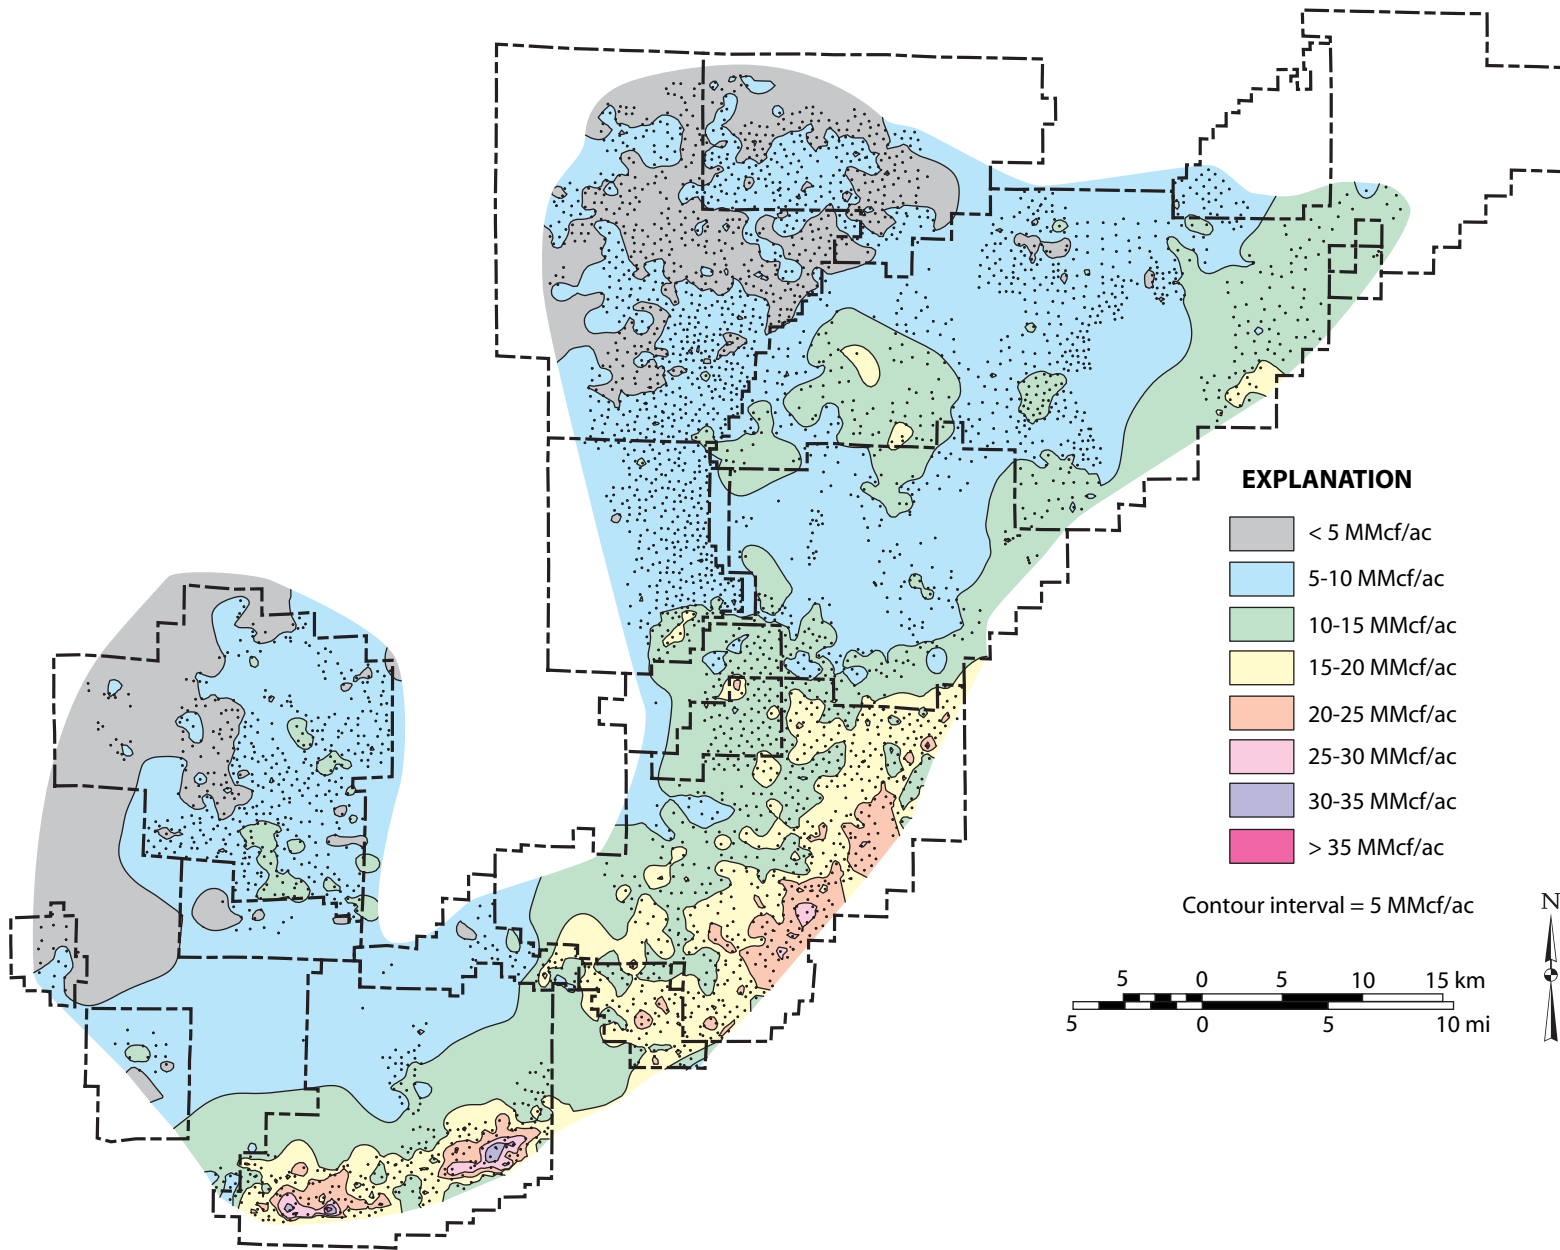 EXPLANATION
< 5 MMcf/ac
5-10 MMcf/ac
10-15 MMcf/ac
15-20 MMcf/ac
20-25 MMcf/ac
25-30 MMcf/ac
30-35 MMcf/ac
> 35 MMcf/ac
Contour interval = 5 MMcf/ac
N
5 0 5 10 15 km
5 0 5 10 mi